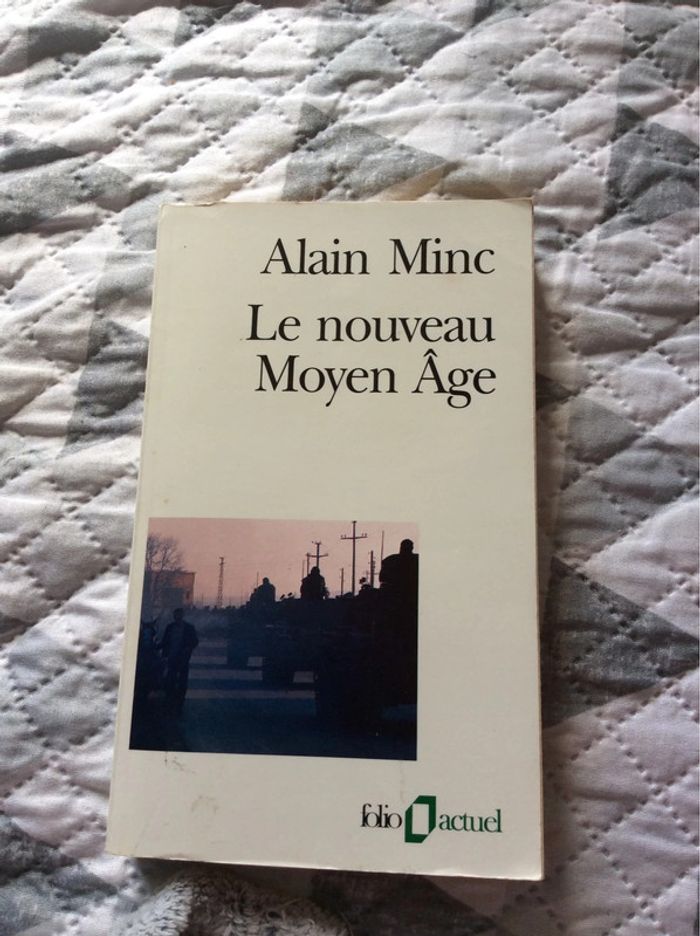 Alain Minc
Le nouveau
Moyen Âge
folio actuel